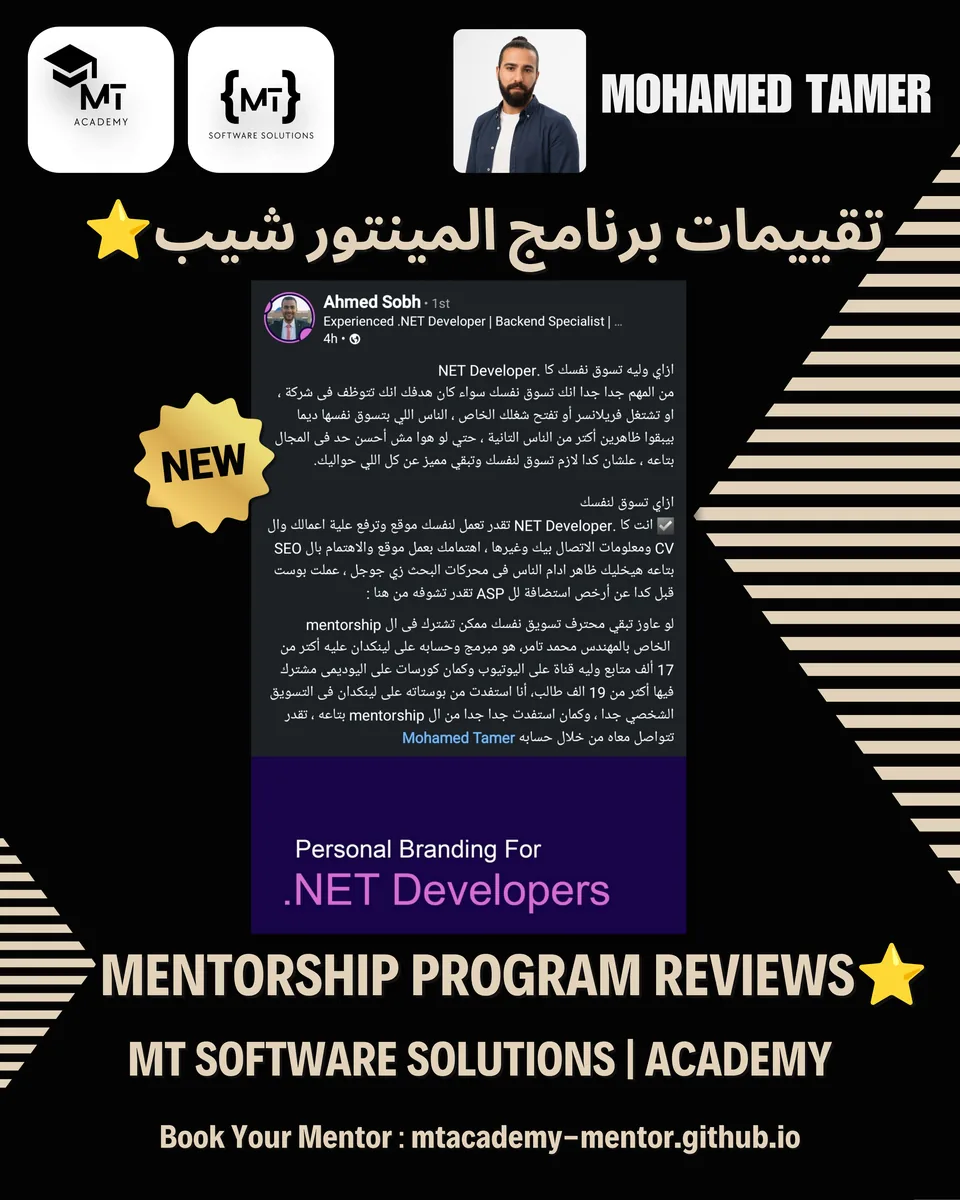 MT
ACADEMY
{MT}
SOFTWARE SOLUTIONS
MOHAMED TAMER
تقييمات برنامج المينتور شيب⭐
Ahmed Sobh • 1st
Experienced .NET Developer | Backend Specialist | ...
4h •
NEW
ازاي وليه تسوق نفسك كا .NET Developer
من المهم جدا جدا انك تسوق نفسك سواء كان هدفك انك تتوظف فى شركة ،
او تشتغل فريلانسر أو تفتح شغلك الخاص ، الناس اللي بتسوق نفسها ديما
بيبقوا ظاهرين أكتر من الناس التانية ، حتي لو هوا مش أحسن حد فى المجال
بتاعه ، علشان كدا لازم تسوق لنفسك وتبقي مميز عن كل اللي حواليك.
ازاي تسوق لنفسك
✅ انت كا .NET Developer تقدر تعمل لنفسك موقع وترفع علية اعمالك وال
CV ومعلومات الاتصال بيك وغيرها ، اهتمامك بعمل موقع والاهتمام بال SEO
بتاعه هيخليك ظاهر ادام الناس فى محركات البحث زي جوجل ، عملت بوست
قبل كدا عن أرخص استضافة لل ASP تقدر تشوفه من هنا :
لو عاوز تبقي محترف تسويق نفسك ممكن تشترك فى ال mentorship
الخاص بالمهندس محمد تامر، هو مبرمج وحسابه على لينكدان عليه أكتر من
17 ألف متابع وليه قناة على اليوتيوب وكمان كورسات على اليوديمى مشترك
فيها أكتر من 19 الف طالب، أنا استفدت من بوستاته على لينكدان فى التسويق
الشخصي جدا ، وكمان استفدت جدا جدا من ال mentorship بتاعه ، تقدر
تتواصل معاه من خلال حسابه Mohamed Tamer
Personal Branding For
.NET Developers
MENTORSHIP PROGRAM REVIEWS⭐
MT SOFTWARE SOLUTIONS | ACADEMY
Book Your Mentor : mtacademy-mentor.github.io